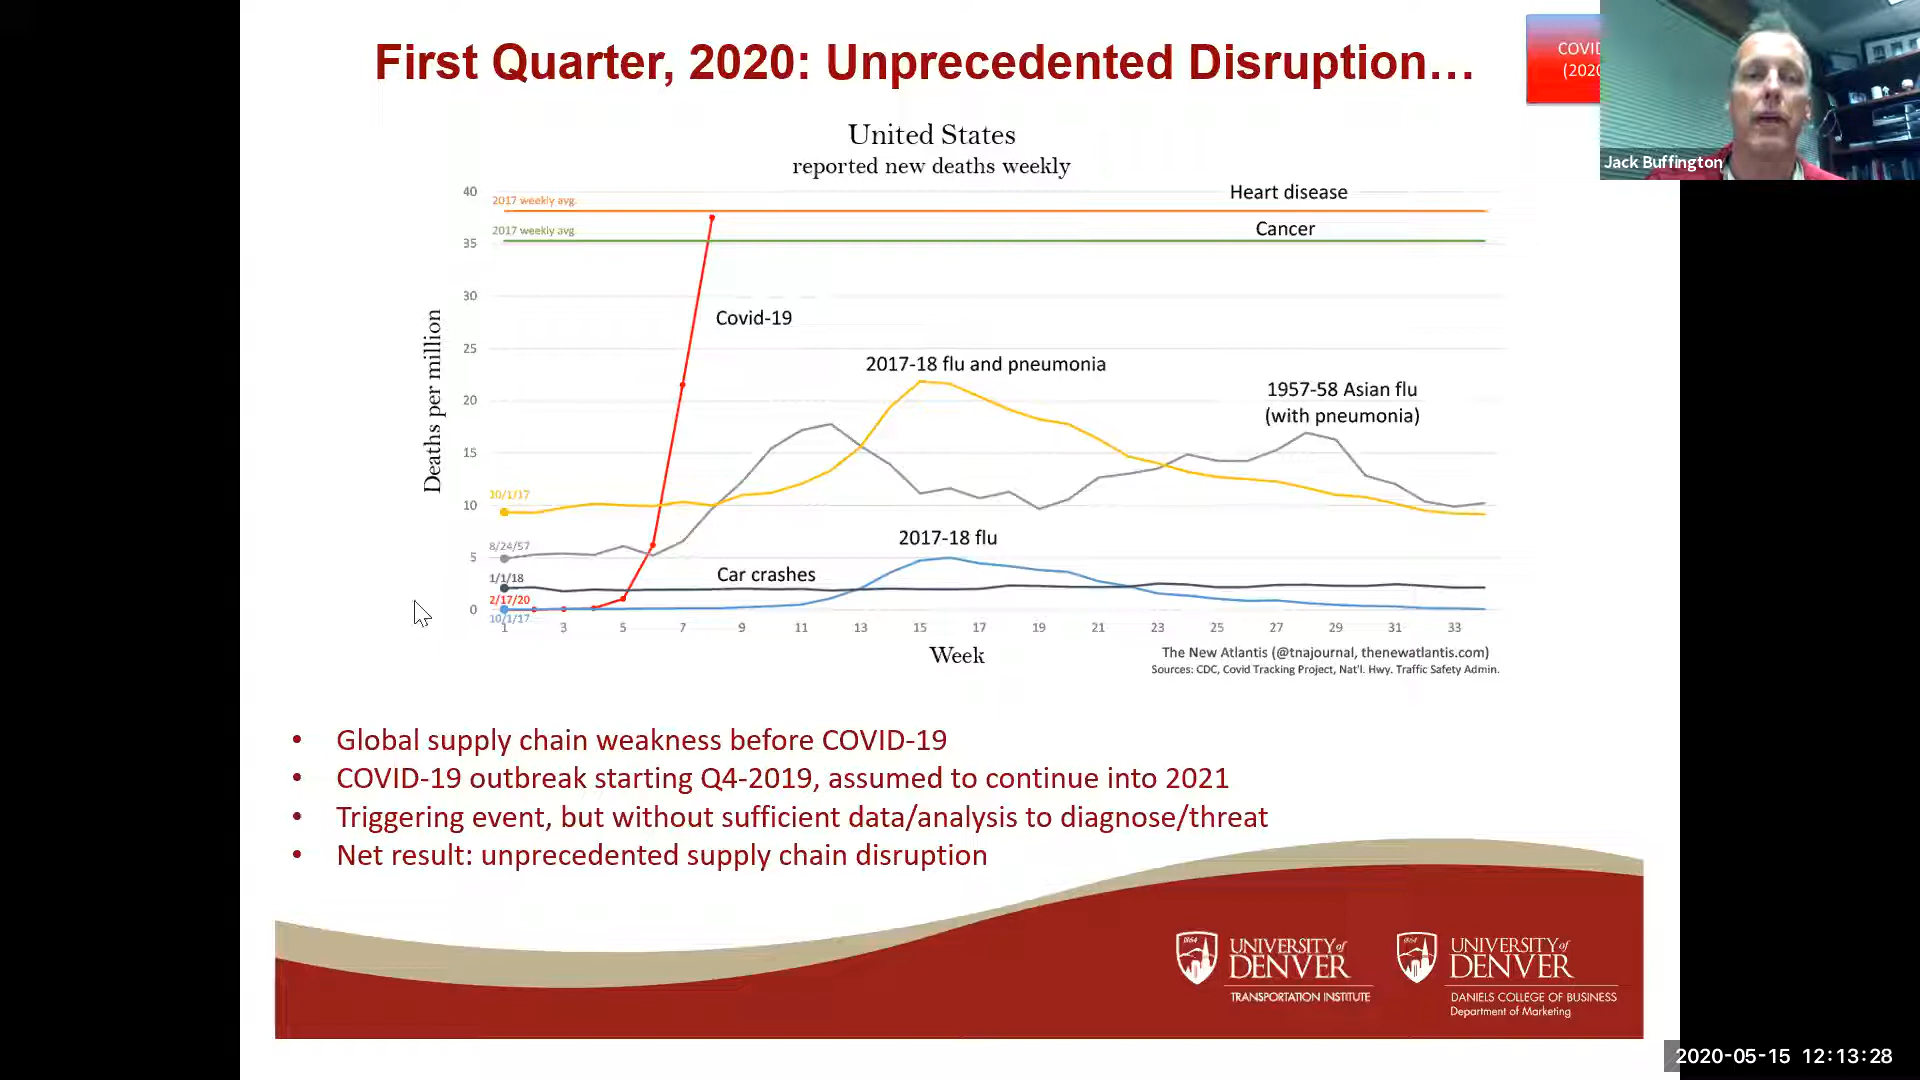 First Quarter, 2020: Unprecedented Disruption...
Jack Buffington
United States
reported new deaths weekly
40
2017 weekly avg.
Heart disease
2017 weekly avg.
Cancer
35
30
Covid-19
25
2017-18 flu and pneumonia
1957-58 Asian flu
(with pneumonia)
20
15
10/1/17
10
2017-18 flu
8/24/57
5
Car crashes
1/1/18
2/17/20
0
10/1/17
Deaths per million
1 3 5 7 9 11 13 15 17 19 21 23 25 27 29 31 33
Week
The New Atlantis (@tnajournal, thenewatlantis.com)
Sources: CDC, Covid Tracking Project, Nat'l. Hwy. Traffic Safety Admin.
• Global supply chain weakness before COVID-19
• COVID-19 outbreak starting Q4-2019, assumed to continue into 2021
• Triggering event, but without sufficient data/analysis to diagnose/threat
• Net result: unprecedented supply chain disruption
1864
UNIVERSITY of
DENVER
TRANSPORTATION INSTITUTE
1864
UNIVERSITY of
DENVER
DANIELS COLLEGE OF BUSINESS
Department of Marketing
2020-05-15 12:13:28